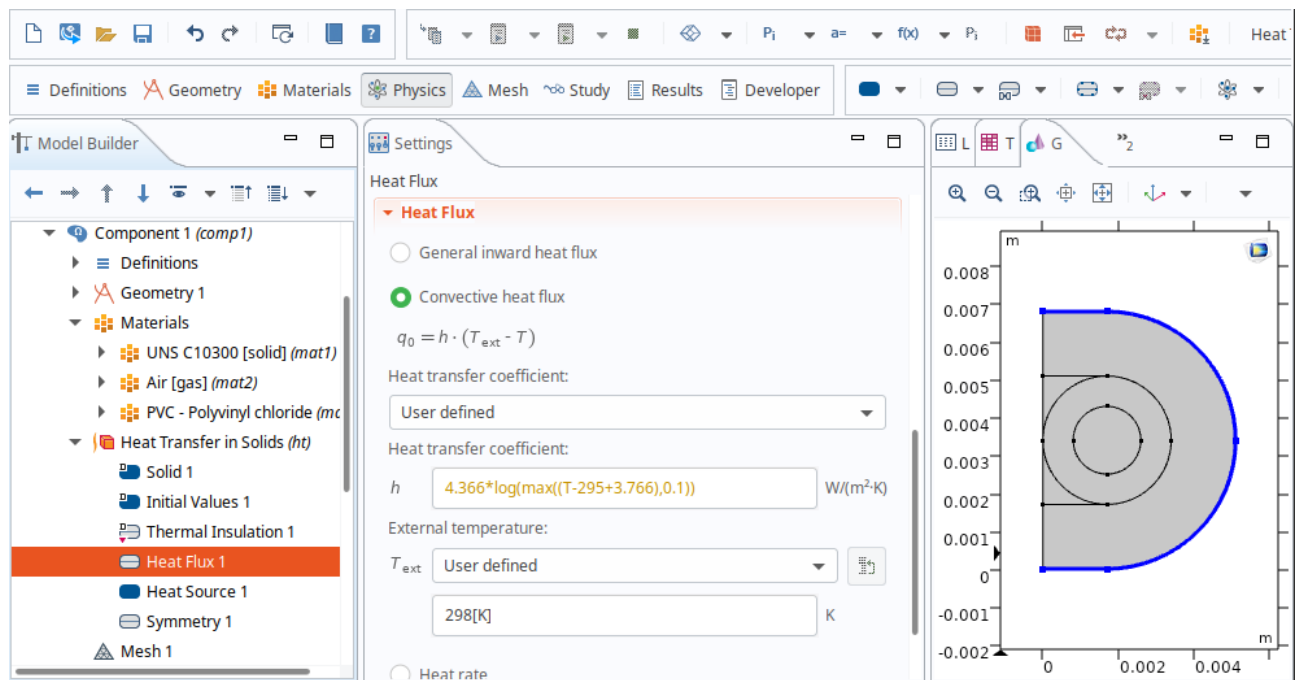 Pi a= f(x) Pi Heat
Definitions Geometry Materials Physics Mesh Study Results Developer
Model Builder
Component 1 (comp1)
Definitions
Geometry 1
Materials
UNS C10300 [solid] (mat1)
Air [gas] (mat2)
PVC - Polyvinyl chloride (ma
Heat Transfer in Solids (ht)
Solid 1
Initial Values 1
Thermal Insulation 1
Heat Flux 1
Heat Source 1
Symmetry 1
Mesh 1
Settings
Heat Flux
Heat Flux
General inward heat flux
Convective heat flux
q₀ = h · (Text - T)
Heat transfer coefficient:
User defined
Heat transfer coefficient:
h 4.366*log(max((T-295+3.766),0.1)) W/(m²·K)
External temperature:
Text User defined
298[K] K
Heat rate
L T G »2
m
0.008
0.007
0.006
0.005
0.004
0.003
0.002
0.001
0
-0.001
-0.002
m
0 0.002 0.004